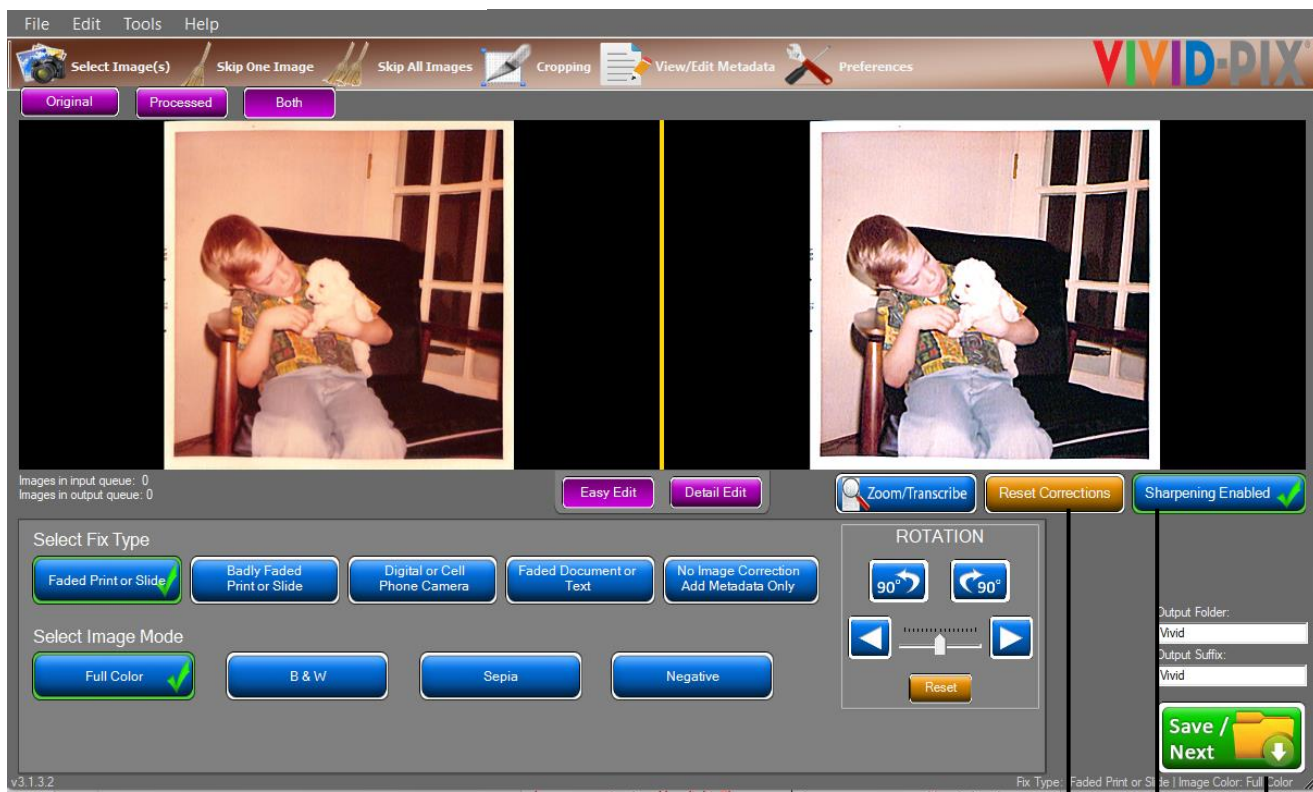 File Edit Tools Help
Select Image(s) Skip One Image Skip All Images Cropping View/Edit Metadata Preferences VIVID-PIX
Original Processed Both
Images in input queue: 0
Images in output queue: 0
Easy Edit Detail Edit Zoom/Transcribe Reset Corrections Sharpening Enabled
Select Fix Type
Faded Print or Slide
Badly Faded
Print or Slide
Digital or Cell
Phone Camera
Faded Document or
Text
No Image Correction
Add Metadata Only
Select Image Mode
Full Color B & W Sepia Negative
ROTATION
90° 90°
Reset
Output Folder:
Vivid
Output Suffix:
Vivid
Save /
Next
v3.1.3.2
Fix Type: Faded Print or Slide | Image Color: Full Color